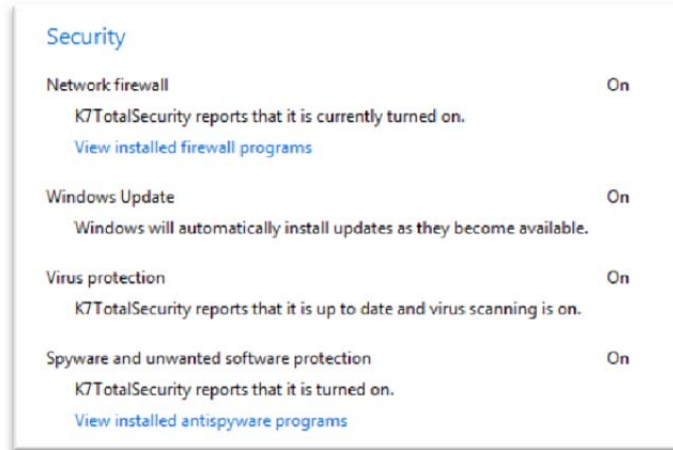 Security
Network firewall On
K7TotalSecurity reports that it is currently turned on.
View installed firewall programs
Windows Update On
Windows will automatically install updates as they become available.
Virus protection On
K7TotalSecurity reports that it is up to date and virus scanning is on.
Spyware and unwanted software protection On
K7TotalSecurity reports that it is turned on.
View installed antispyware programs